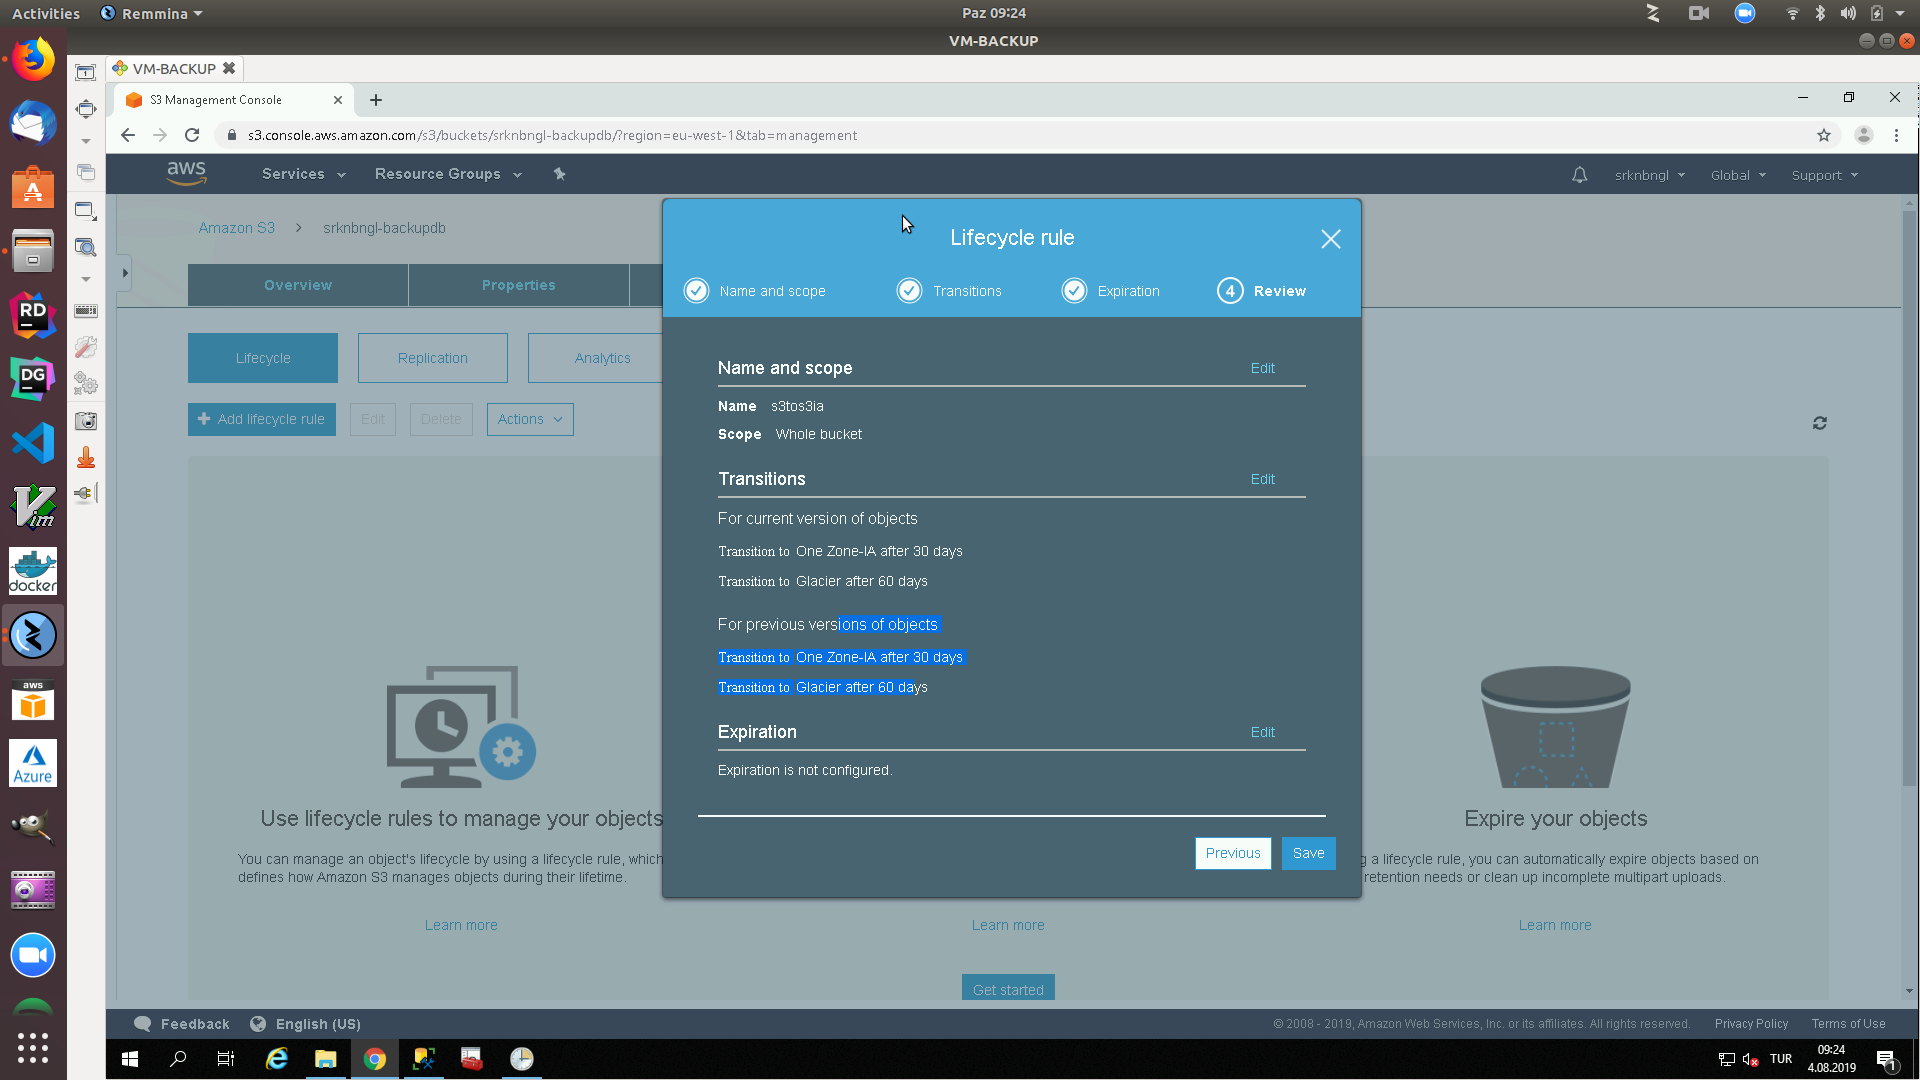 Activities
Remmina
Paz 09:24
VM-BACKUP
VM-BACKUP
S3 Management Console
s3.console.aws.amazon.com/s3/buckets/srknbngl-backupdb/?region=eu-west-1&tab=management
aws
Services
Resource Groups
srknbngl
Global
Support
Amazon S3
srknbngl-backupdb
Lifecycle rule
Overview
Properties
Name and scope
Transitions
Expiration
4 Review
Lifecycle
Replication
Analytics
Add lifecycle rule
Edit
Delete
Actions
Name and scope
Edit
Name s3tos3ia
Scope Whole bucket
Transitions
Edit
For current version of objects
Transition to One Zone-IA after 30 days
Transition to Glacier after 60 days
For previous versions of objects
Transition to One Zone-IA after 30 days
Transition to Glacier after 60 days
Expiration
Edit
Expiration is not configured.
Previous
Save
Use lifecycle rules to manage your objects
You can manage an object's lifecycle by using a lifecycle rule, which
defines how Amazon S3 manages objects during their lifetime.
Learn more
Learn more
Expire your objects
g a lifecycle rule, you can automatically expire objects based on
retention needs or clean up incomplete multipart uploads.
Learn more
Get started
Feedback
English (US)
© 2008 - 2019, Amazon Web Services, Inc. or its affiliates. All rights reserved.
Privacy Policy
Terms of Use
RD
DG
Vim
docker
aws
Azure
TUR
09:24
4.08.2019
1